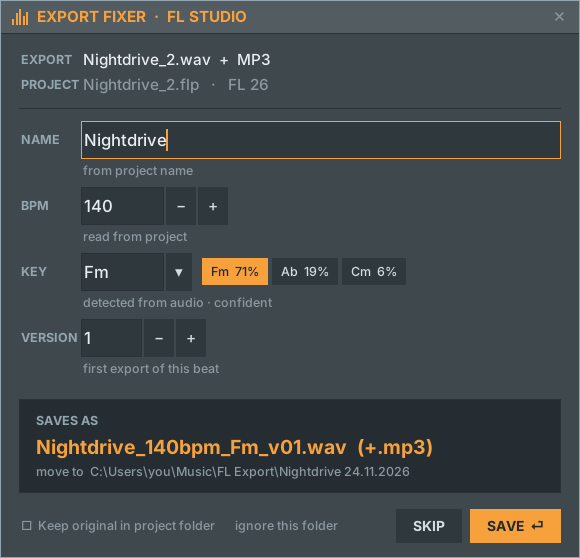 EXPORT FIXER · FL STUDIO ×
EXPORT Nightdrive_2.wav + MP3
PROJECT Nightdrive_2.flp · FL 26
NAME Nightdrive
from project name
BPM 140 − +
read from project
KEY Fm ▼ Fm 71% Ab 19% Cm 6%
detected from audio · confident
VERSION 1 − +
first export of this beat
SAVES AS
Nightdrive_140bpm_Fm_v01.wav (+.mp3)
move to C:\Users\you\Music\FL Export\Nightdrive 24.11.2026
☐ Keep original in project folder ignore this folder SKIP SAVE ⏎